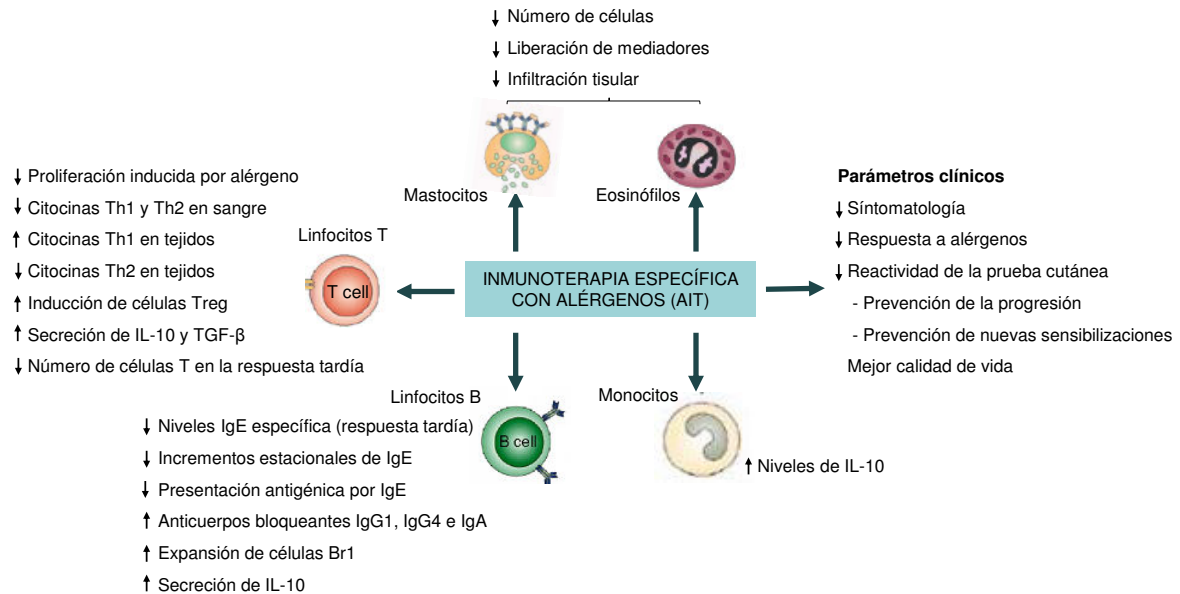 ↓ Número de células
↓ Liberación de mediadores
↓ Infiltración tisular
Mastocitos
Eosinófilos
↓ Proliferación inducida por alérgeno
↓ Citocinas Th1 y Th2 en sangre
↑ Citocinas Th1 en tejidos
↓ Citocinas Th2 en tejidos
↑ Inducción de células Treg
↑ Secreción de IL-10 y TGF-β
↓ Número de células T en la respuesta tardía
Linfocitos T
T cell
INMUNOTERAPIA ESPECÍFICA
CON ALÉRGENOS (AIT)
Parámetros clínicos
↓ Síntomatología
↓ Respuesta a alérgenos
↓ Reactividad de la prueba cutánea
- Prevención de la progresión
- Prevención de nuevas sensibilizaciones
Mejor calidad de vida
Linfocitos B
B cell
↓ Niveles IgE específica (respuesta tardía)
↓ Incrementos estacionales de IgE
↓ Presentación antigénica por IgE
↑ Anticuerpos bloqueantes IgG1, IgG4 e IgA
↑ Expansión de células Br1
↑ Secreción de IL-10
Monocitos
↑ Niveles de IL-10